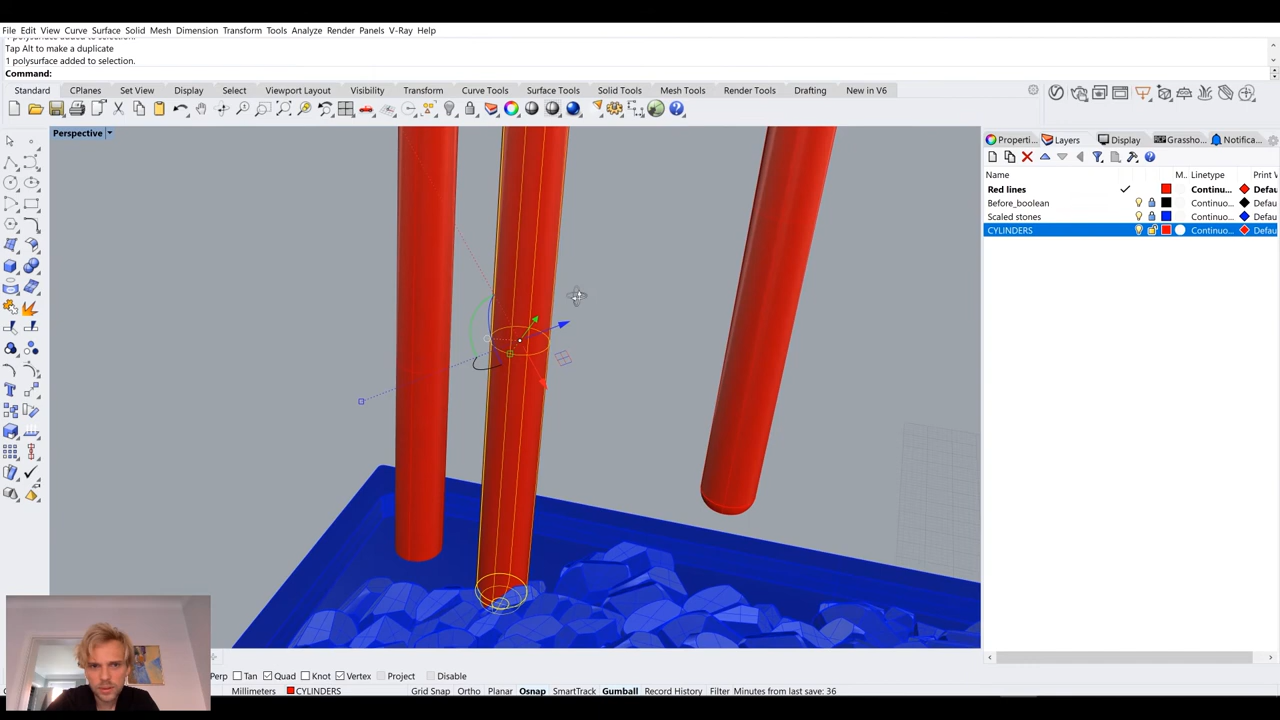 File Edit View Curve Surface Solid Mesh Dimension Transform Tools Analyze Render Panels V-Ray Help
Tap Alt to make a duplicate
1 polysurface added to selection.
Command:
Standard CPlanes Set View Display Select Viewport Layout Visibility Transform Curve Tools Surface Tools Solid Tools Mesh Tools Render Tools Drafting New in V6
Perspective
Properti... Layers Display Grassho... Notifica...
Name M.. Linetype Print W
Red lines Continu... Defau
Before_boolean Continuo... Defau
Scaled stones Continuo... Defau
CYLINDERS Continuo... Defau
Perp Tan Quad Knot Vertex Project Disable
Millimeters CYLINDERS Grid Snap Ortho Planar Osnap SmartTrack Gumball Record History Filter Minutes from last save: 36